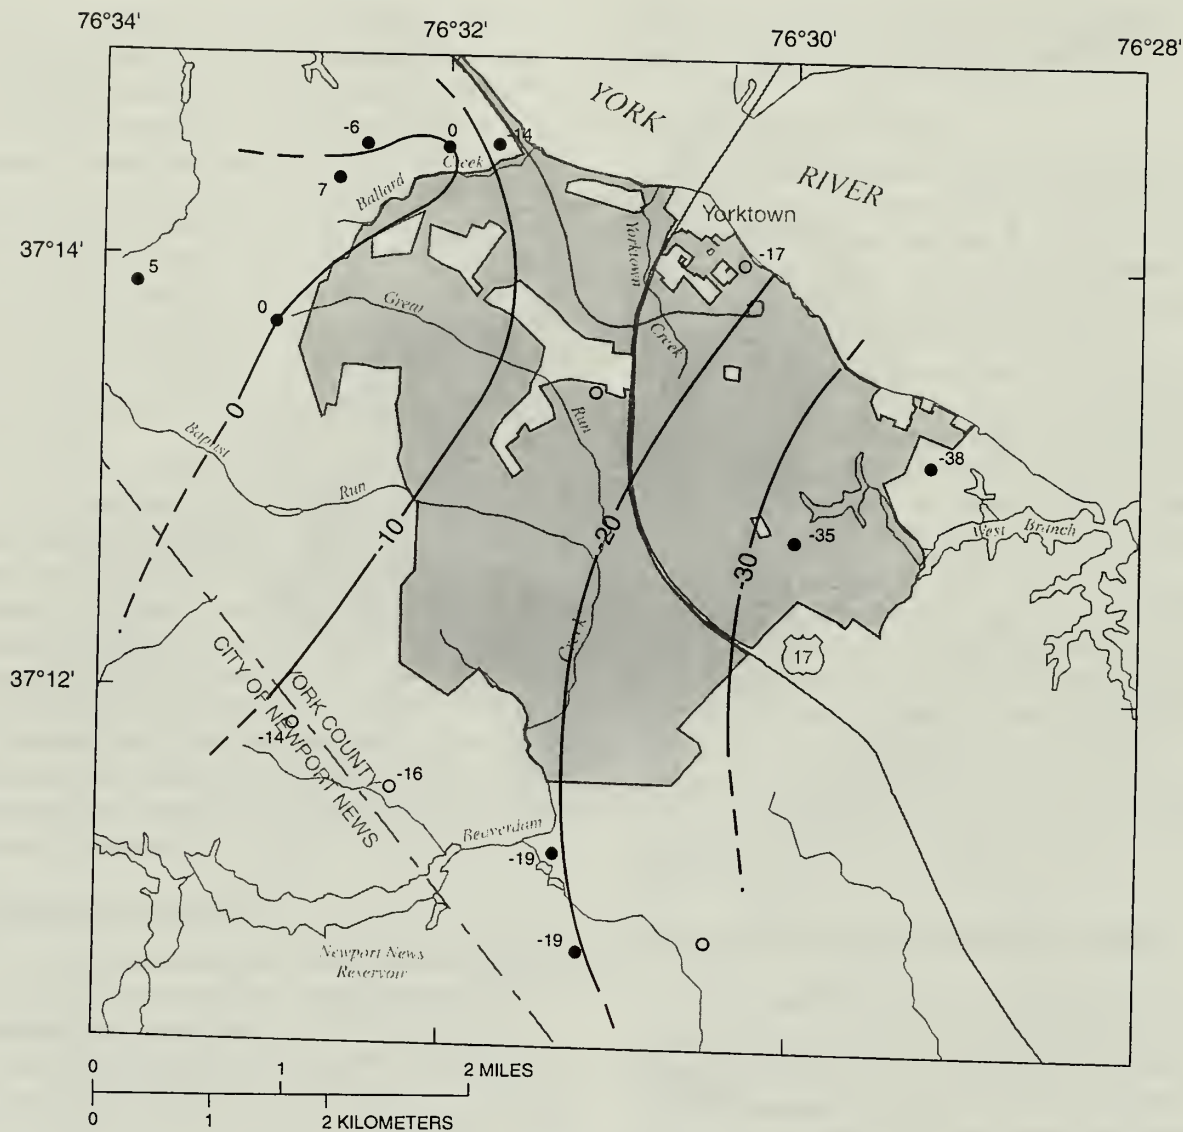 76°34'
76°32'
76°30'
76°28'
YORK
RIVER
-6
0
-14
Creek
7
Ballard
Yorktown
Yorktown
Creek
-17
37°14'
5
0
Great
Run
0
Baptist
Run
-10
-20
-30
-38
-35
West Branch
Creek
17
37°12'
YORK COUNTY
CITY OF NEWPORT NEWS
-14
-16
Beaverdam
-19
-19
Newport News
Reservoir
0 1 2 MILES
0 1 2 KILOMETERS